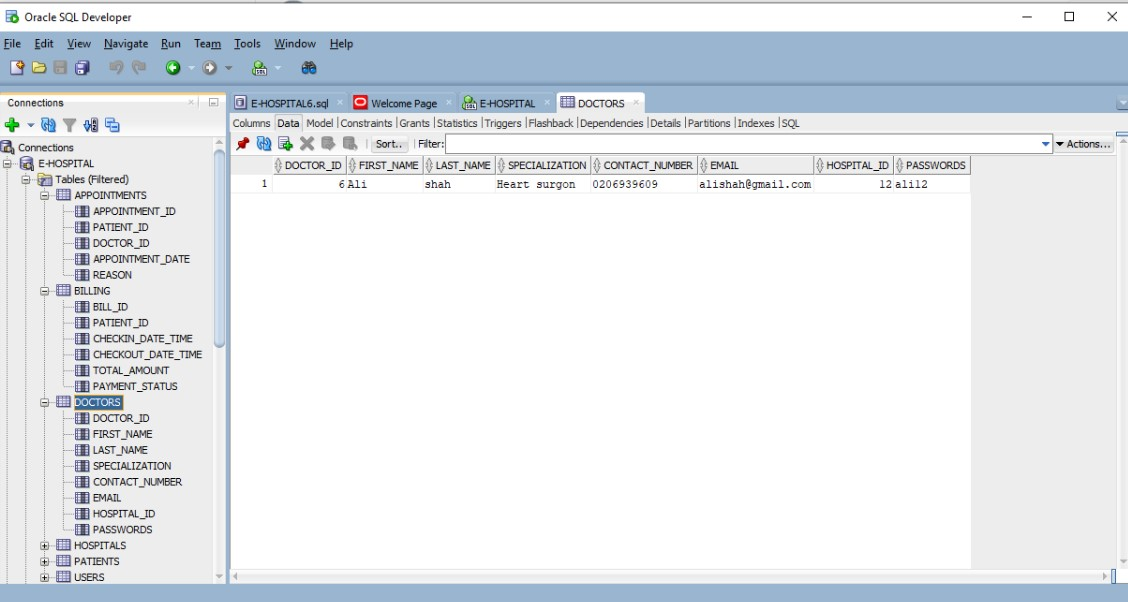 Oracle SQL Developer
File Edit View Navigate Run Team Tools Window Help
Connections
Connections
E-HOSPITAL
Tables (Filtered)
APPOINTMENTS
APPOINTMENT_ID
PATIENT_ID
DOCTOR_ID
APPOINTMENT_DATE
REASON
BILLING
BILL_ID
PATIENT_ID
CHECKIN_DATE_TIME
CHECKOUT_DATE_TIME
TOTAL_AMOUNT
PAYMENT_STATUS
DOCTORS
DOCTOR_ID
FIRST_NAME
LAST_NAME
SPECIALIZATION
CONTACT_NUMBER
EMAIL
HOSPITAL_ID
PASSWORDS
HOSPITALS
PATIENTS
USERS
E-HOSPITAL6.sql Welcome Page E-HOSPITAL DOCTORS
Columns Data Model Constraints Grants Statistics Triggers Flashback Dependencies Details Partitions Indexes SQL
Sort.. Filter: Actions...
DOCTOR_ID FIRST_NAME LAST_NAME SPECIALIZATION CONTACT_NUMBER EMAIL HOSPITAL_ID PASSWORDS
1 6 Ali shah Heart surgon 0206939609 alishah@gmail.com 12 ali12